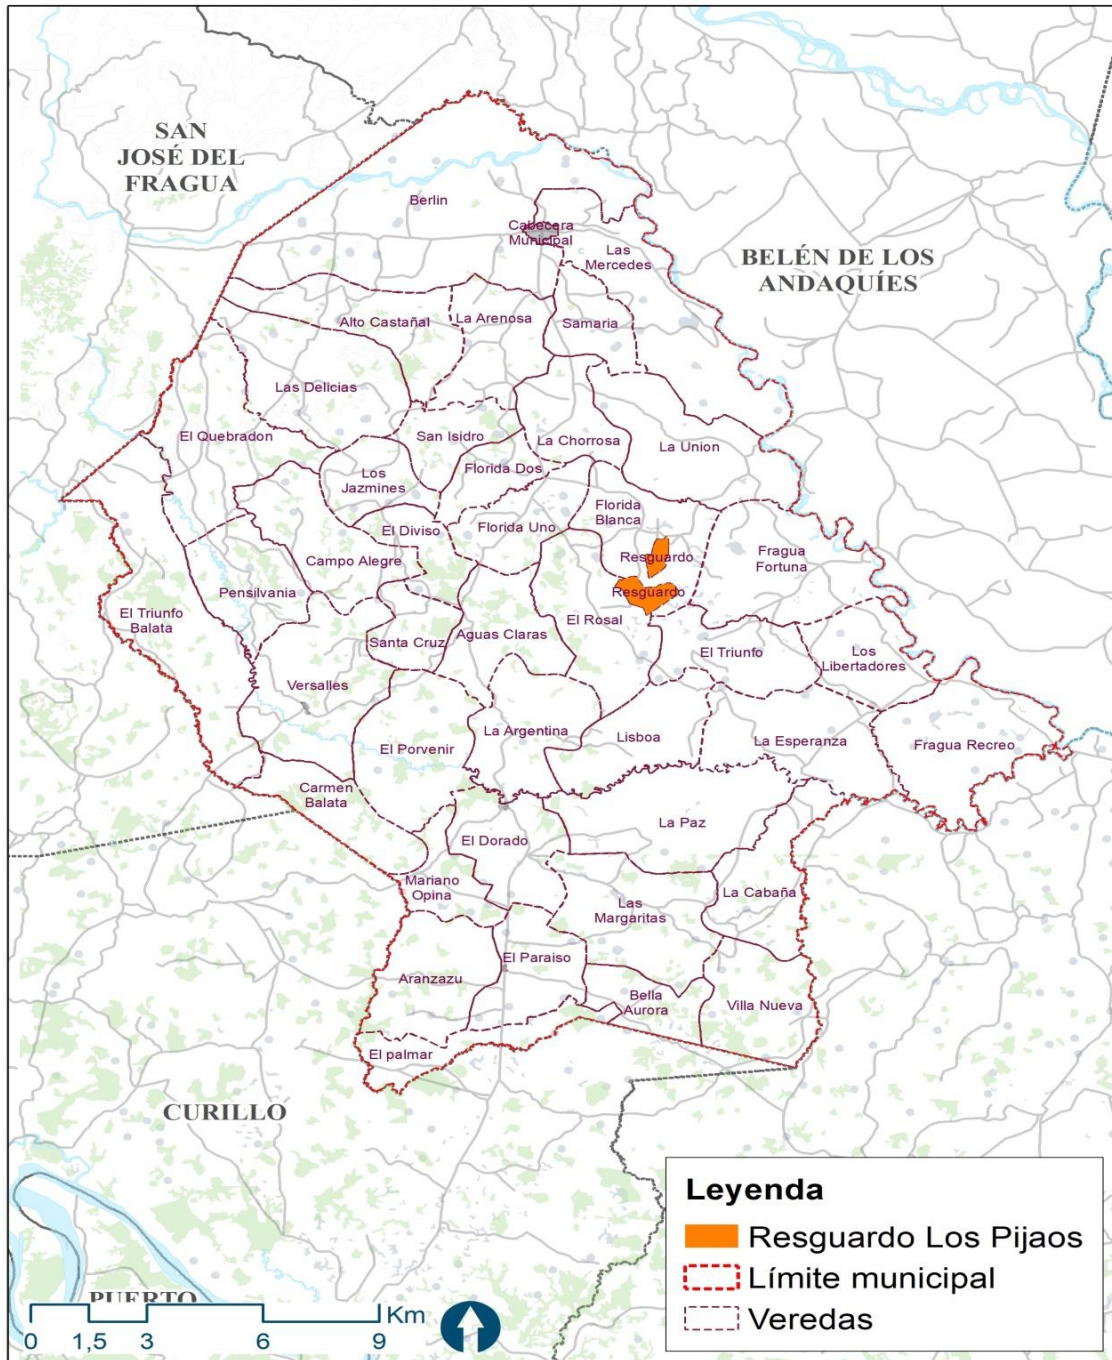 SAN
JOSÉ DEL
FRAGUA
Berlin
Cabecera
Municipal
Las
Mercedes
BELÉN DE LOS
ANDAQUÍES
Alto Castañal
La Arenosa
Samaria
Las Delicias
El Quebradon
San Isidro
La Chorrosa
La Union
Los
Jazmines
Florida Dos
Florida
Blanca
El Diviso
Florida Uno
Campo Alegre
Resguardo
Fragua
Fortuna
Pensilvania
Resguardo
El Triunfo
Balata
El Rosal
Santa Cruz
Aguas Claras
El Triunfo
Los
Libertadores
Versalles
El Porvenir
La Argentina
Lisboa
La Esperanza
Fragua Recreo
Carmen
Balata
La Paz
El Dorado
Mariano
Opina
Las
Margaritas
La Cabaña
El Paraiso
Aranzazu
Bella
Aurora
Villa Nueva
El palmar
CURILLO
PUERTO
Leyenda
Resguardo Los Pijaos
Límite municipal
Veredas
Km
0 1,5 3 6 9